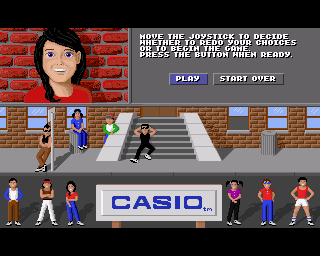 MOVE THE JOYSTICK TO DECIDE
WHETHER TO REDO YOUR CHOICES
OR TO BEGIN THE GAME.
PRESS THE BUTTON WHEN READY.
PLAY
START OVER
CASIO tm